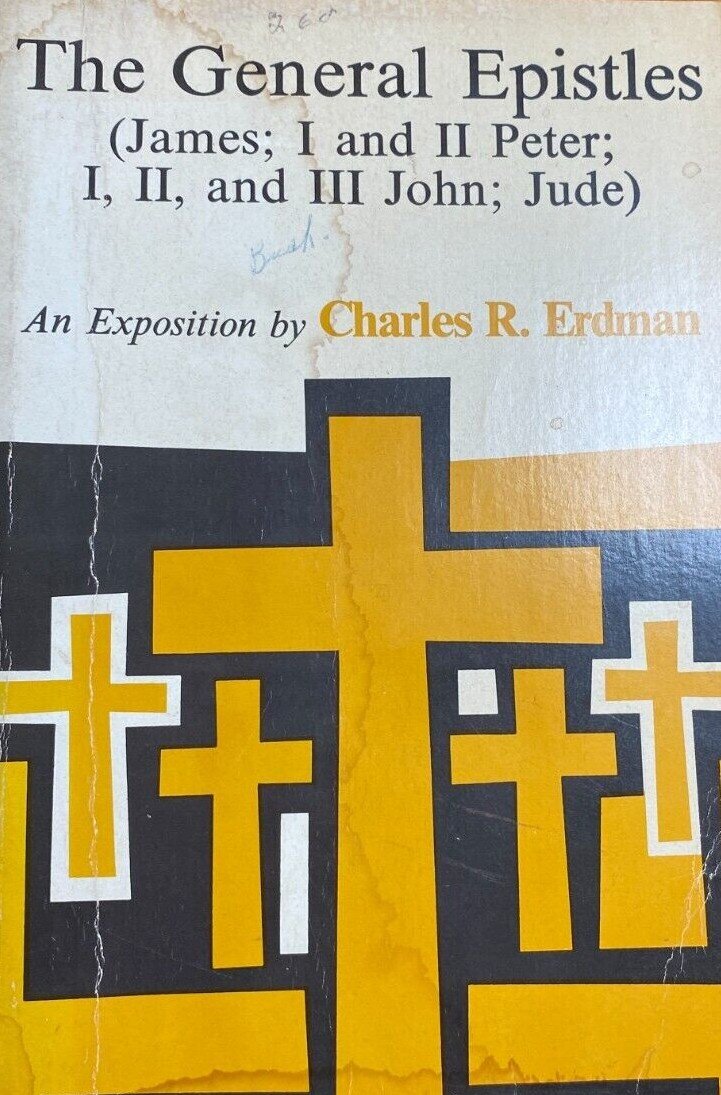 The General Epistles
(James; I and II Peter;
I, II, and III John; Jude)
An Exposition by Charles R. Erdman